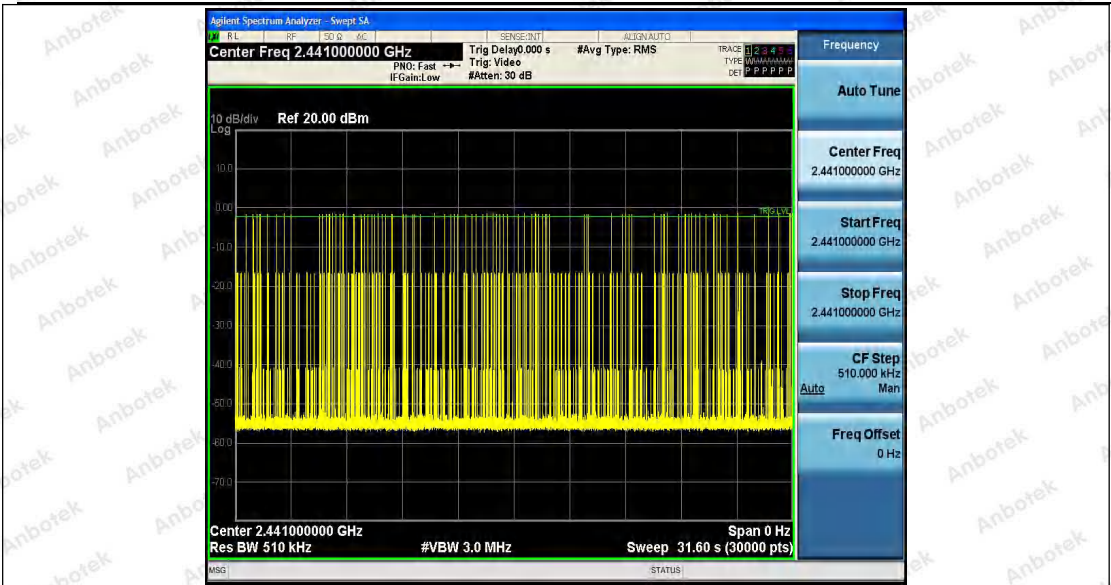 Agilent Spectrum Analyzer - Swept SA
RL RF 50 Ω AC SENSE:INT ALIGNAUTO
Center Freq 2.441000000 GHz
PNO: Fast
IFGain:Low
Trig Delay0.000 s
Trig: Video
#Atten: 30 dB
#Avg Type: RMS
TRACE 1 2 3 4 5 6
TYPE
DET P P P P P P
Frequency
Auto Tune
10 dB/div Ref 20.00 dBm
Log
10.0
0.00
-10.0
-20.0
-30.0
-40.0
-50.0
-60.0
-70.0
TRIG LVL
Center Freq
2.441000000 GHz
Start Freq
2.441000000 GHz
Stop Freq
2.441000000 GHz
CF Step
510.000 kHz
Auto Man
Freq Offset
0 Hz
Center 2.441000000 GHz Span 0 Hz
Res BW 510 kHz #VBW 3.0 MHz Sweep 31.60 s (30000 pts)
MSG STATUS
Anbotek